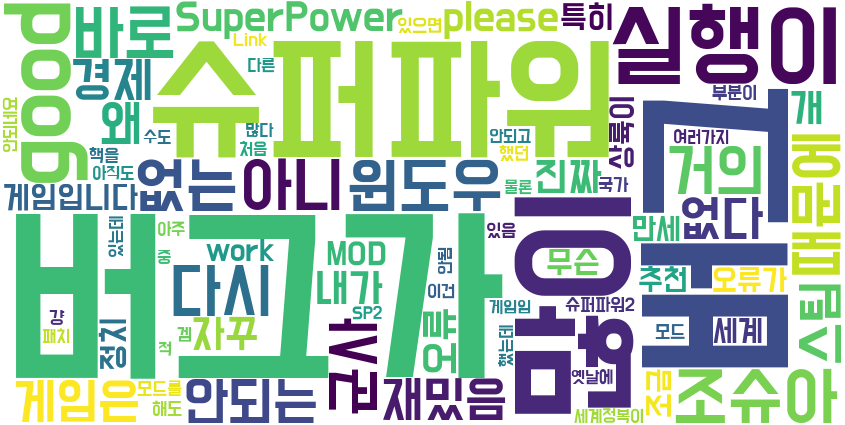 good
바로
SuperPower
있으면
please
특히
실행이
Link
슈퍼파워
경제
다른
왜
부분이
개
안되네요
수도
많다
안되고
여러가지
핵을
처음
했던
아직도
거의
게임입니다
없는
아니
윈도우
물론
진짜
국가
없다
버그가
있는데
아주
있음
만세
work
MOD
안됨
무슨
중
다시
내가
이건
추천
오류가
스팀
걍
SP2
게임임
슈퍼파워2
패치
정치
겜
자꾸
오류
모드
세계
적
했는데
게임은
모드를
해도
안되는
재밌음
옛날에
조금
조슈아
세계정복이